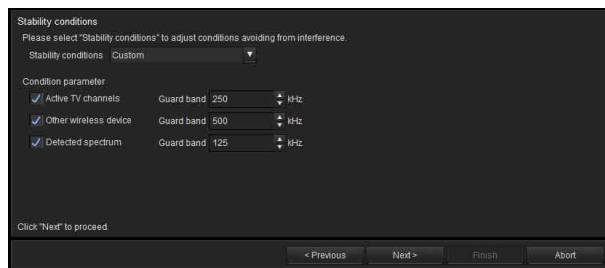 Stability conditions
Please select "Stability conditions" to adjust conditions avoiding from interference.
Stability conditions Custom
Condition parameter
Active TV channels Guard band 250 kHz
Other wireless device Guard band 500 kHz
Detected spectrum Guard band 125 kHz
Click "Next" to proceed.
< Previous Next > Finish Abort